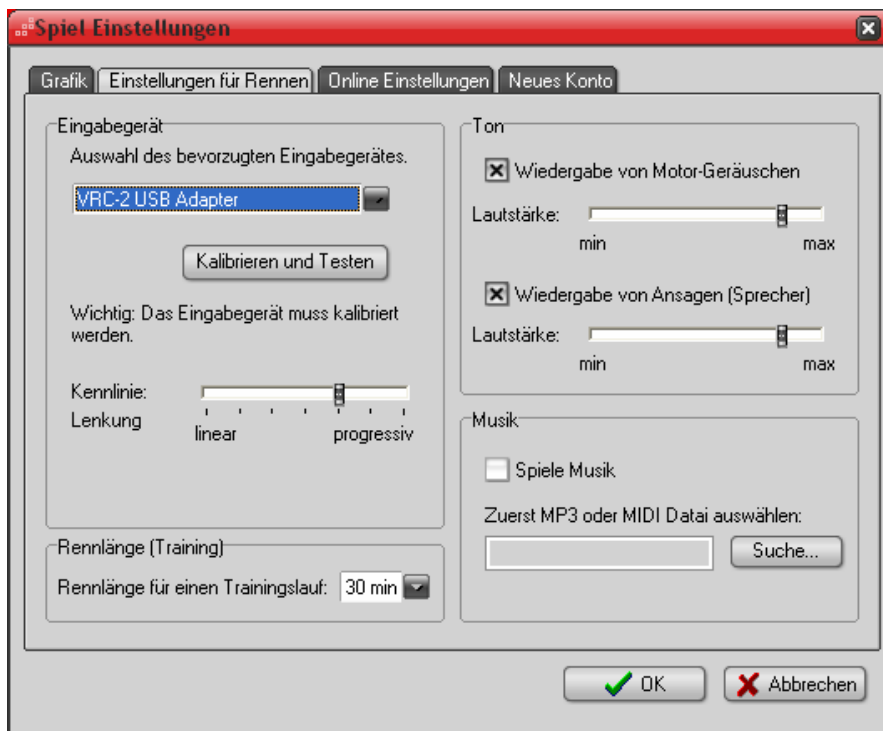 Spiel Einstellungen
Grafik
Einstellungen für Rennen
Online Einstellungen
Neues Konto
Eingabegerät
Auswahl des bevorzugten Eingabegerätes.
VRC-2 USB Adapter
Kalibrieren und Testen
Wichtig: Das Eingabegerät muss kalibriert
werden.
Kennlinie:
Lenkung
linear
progressiv
Rennlänge (Training)
Rennlänge für einen Trainingslauf:
30 min
Ton
Wiedergabe von Motor-Geräuschen
Lautstärke:
min
max
Wiedergabe von Ansagen (Sprecher)
Lautstärke:
min
max
Musik
Spiele Musik
Zuerst MP3 oder MIDI Datai auswählen:
Suche...
OK
Abbrechen